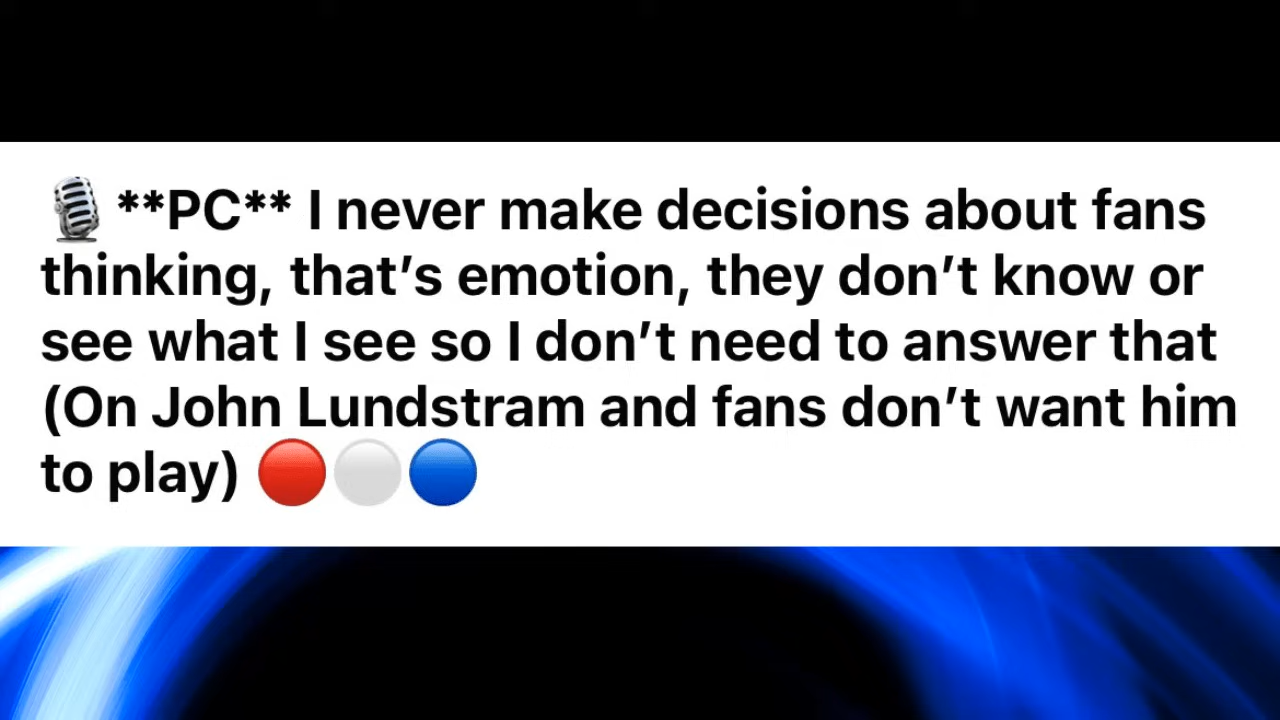 🎙️**PC** I never make decisions about fans
thinking, that’s emotion, they don’t know or
see what I see so I don’t need to answer that
(On John Lundstram and fans don’t want him
to play) 🔴⚪🔵